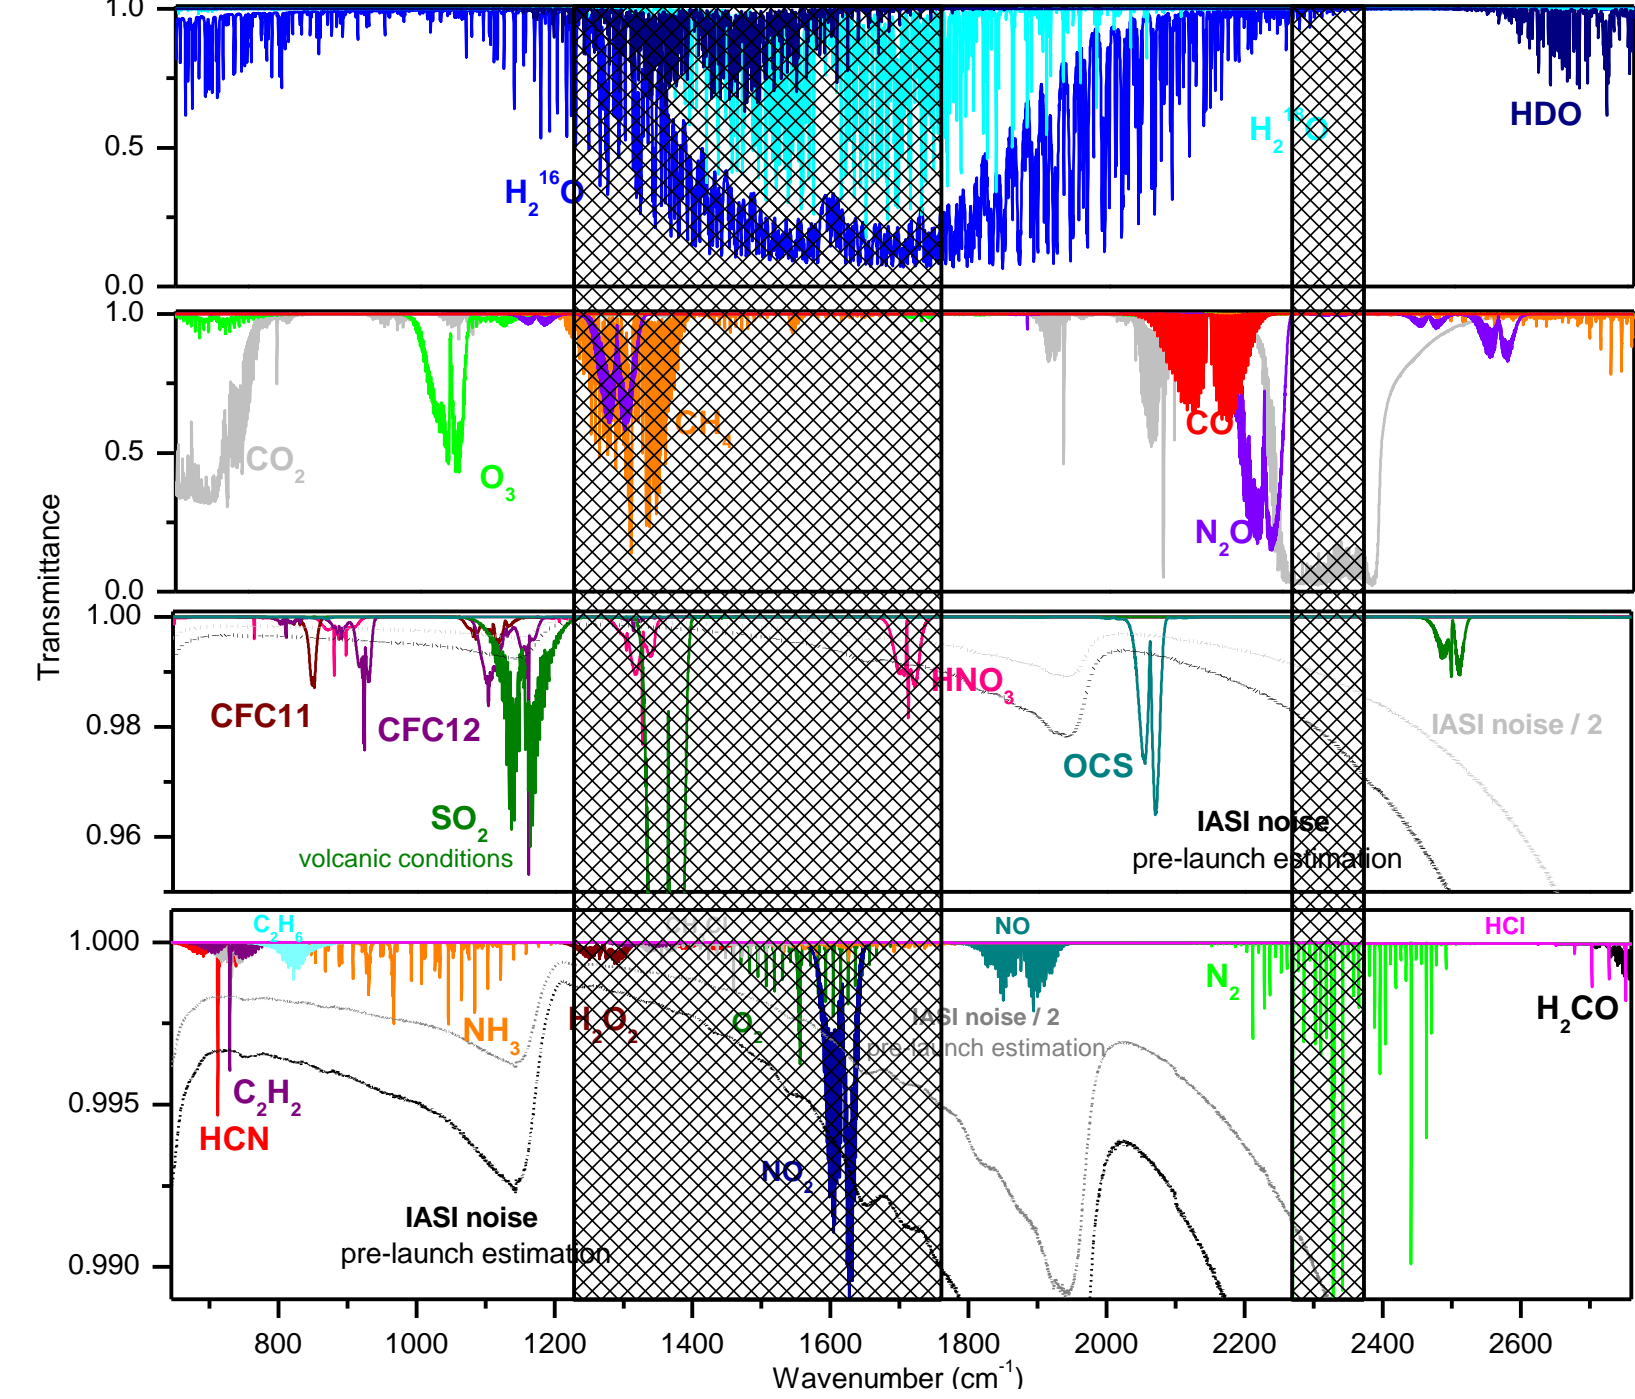 1.0
0.5
0.0
H₂¹⁶O
H₂¹⁸O
HDO
1.0
0.5
0.0
CO₂
O₃
CH₄
CO
N₂O
Transmittance
1.00
0.98
0.96
CFC11
CFC12
SO₂
volcanic conditions
HNO₃
OCS
IASI noise / 2
IASI noise
pre-launch estimation
1.000
0.995
0.990
C₂H₆
NO
HCl
NH₃
H₂O₂
O₂
N₂
H₂CO
IASI noise / 2
pre-launch estimation
C₂H₂
HCN
NO₂
IASI noise
pre-launch estimation
800 1000 1200 1400 1600 1800 2000 2200 2400 2600
Wavenumber (cm⁻¹)